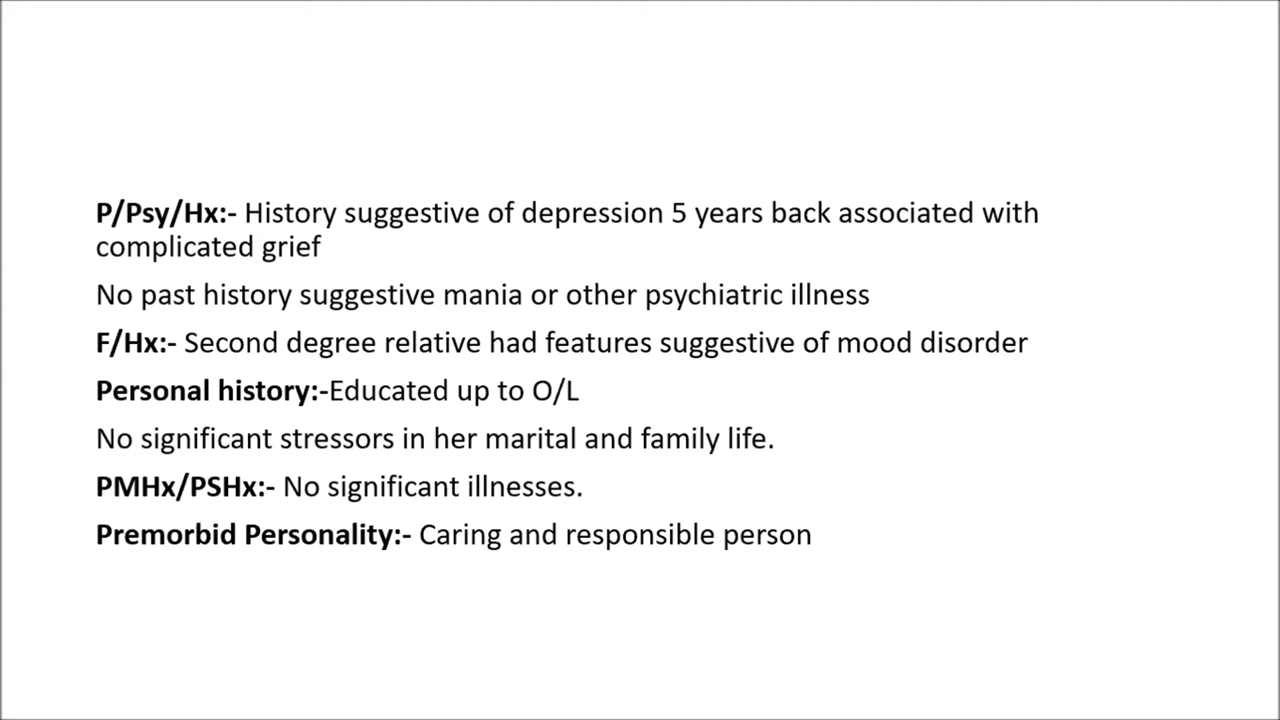 P/Psy/Hx:- History suggestive of depression 5 years back associated with
complicated grief
No past history suggestive mania or other psychiatric illness
F/Hx:- Second degree relative had features suggestive of mood disorder
Personal history:-Educated up to O/L
No significant stressors in her marital and family life.
PMHx/PSHx:- No significant illnesses.
Premorbid Personality:- Caring and responsible person